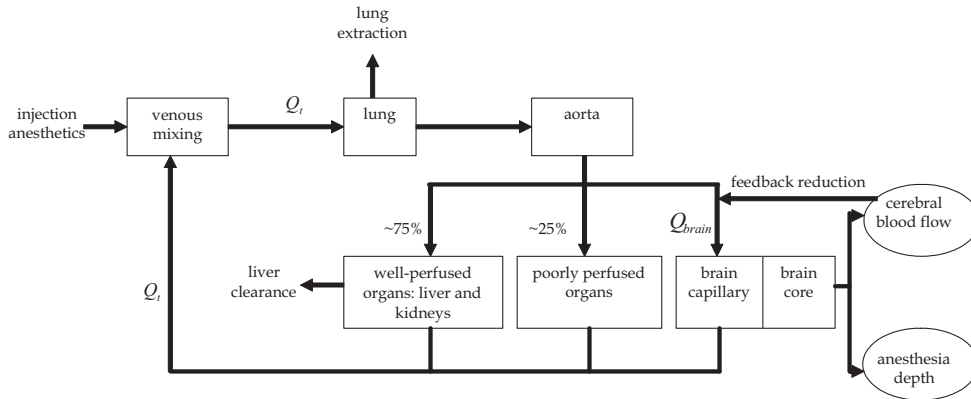 lung
extraction
injection
anesthetics
venous
mixing
Q_t
lung
aorta
feedback reduction
cerebral
blood flow
~75%
~25%
Q_brain
liver
clearance
well-perfused
organs: liver and
kidneys
poorly perfused
organs
brain
capillary
brain
core
Q_t
anesthesia
depth